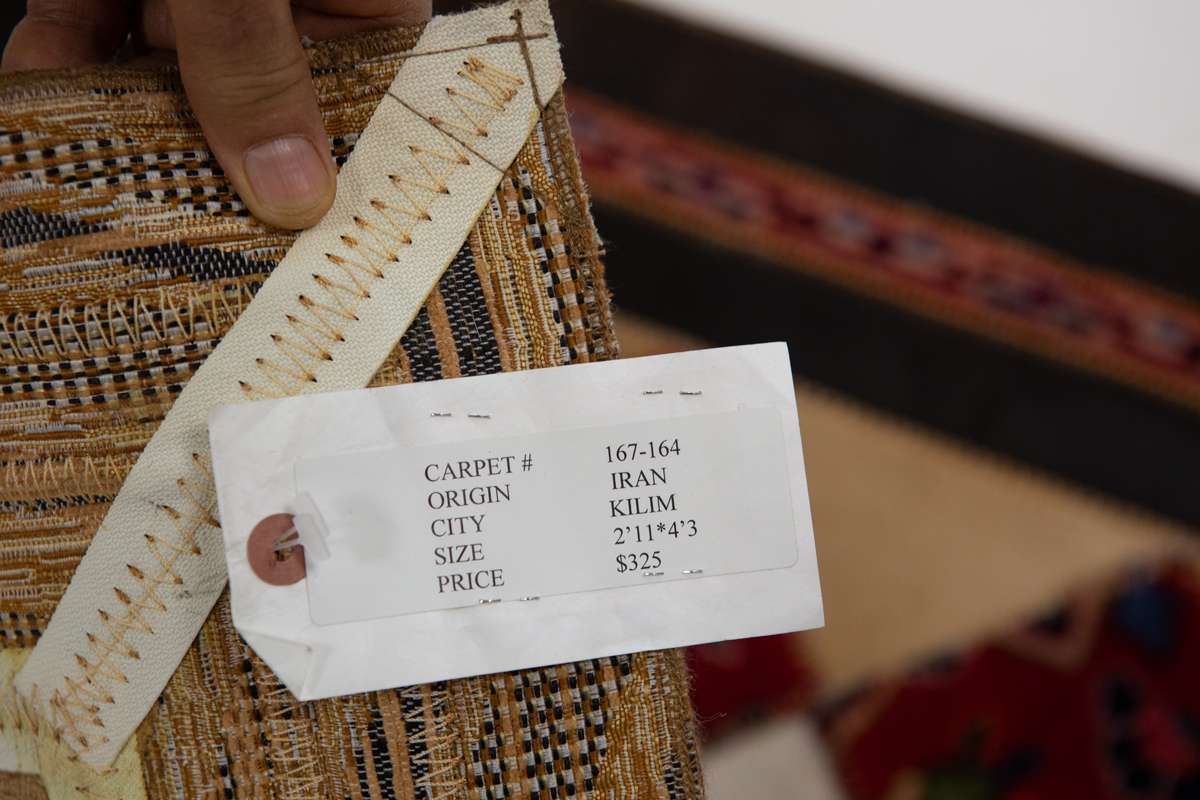 CARPET # 167-164
ORIGIN IRAN
CITY KILIM
SIZE 2'11*4'3
PRICE $325